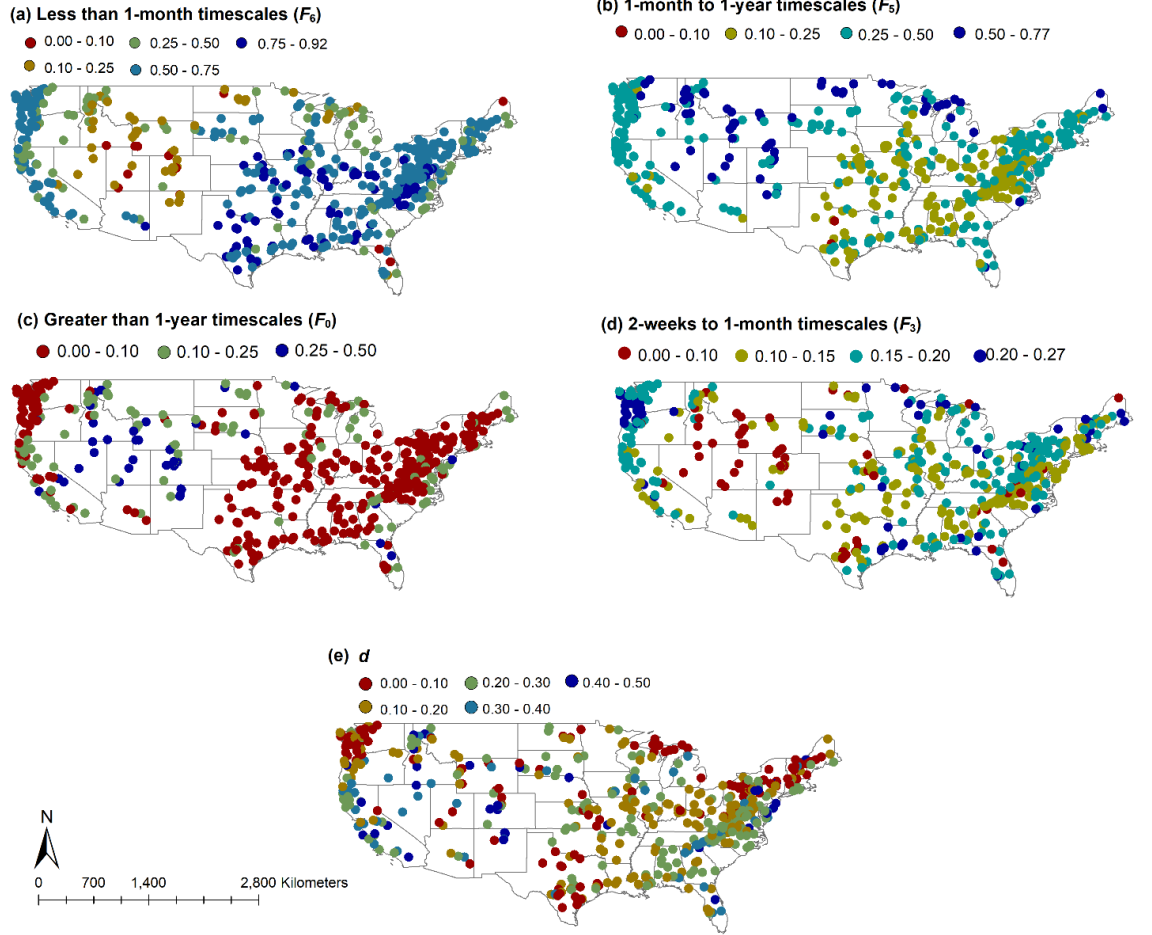 (a) Less than 1-month timescales (F6)
0.00 - 0.10 0.25 - 0.50 0.75 - 0.92
0.10 - 0.25 0.50 - 0.75
(b) 1-month to 1-year timescales (F5)
0.00 - 0.10 0.10 - 0.25 0.25 - 0.50 0.50 - 0.77
(c) Greater than 1-year timescales (F0)
0.00 - 0.10 0.10 - 0.25 0.25 - 0.50
(d) 2-weeks to 1-month timescales (F3)
0.00 - 0.10 0.10 - 0.15 0.15 - 0.20 0.20 - 0.27
(e) d
0.00 - 0.10 0.20 - 0.30 0.40 - 0.50
0.10 - 0.20 0.30 - 0.40
N
0 700 1,400 2,800 Kilometers